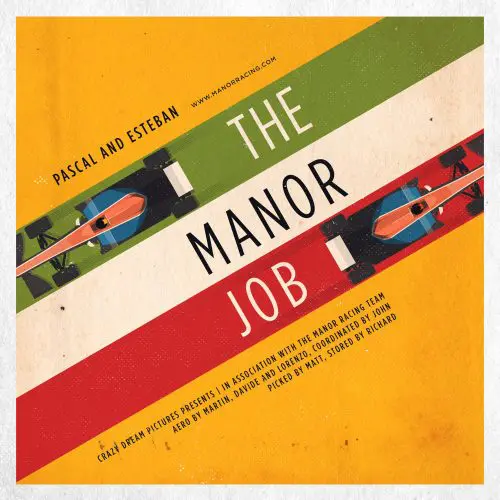 WWW.MANORRACING.COM
PASCAL AND ESTEBAN
THE
MANOR
JOB
CRAZY DREAM PICTURES PRESENTS | IN ASSOCIATION WITH THE MANOR RACING TEAM
AERO BY MARTIN, DAVIDE AND LORENZO, COORDINATED BY JOHN
PICKED BY MATT, STORED BY RICHARD